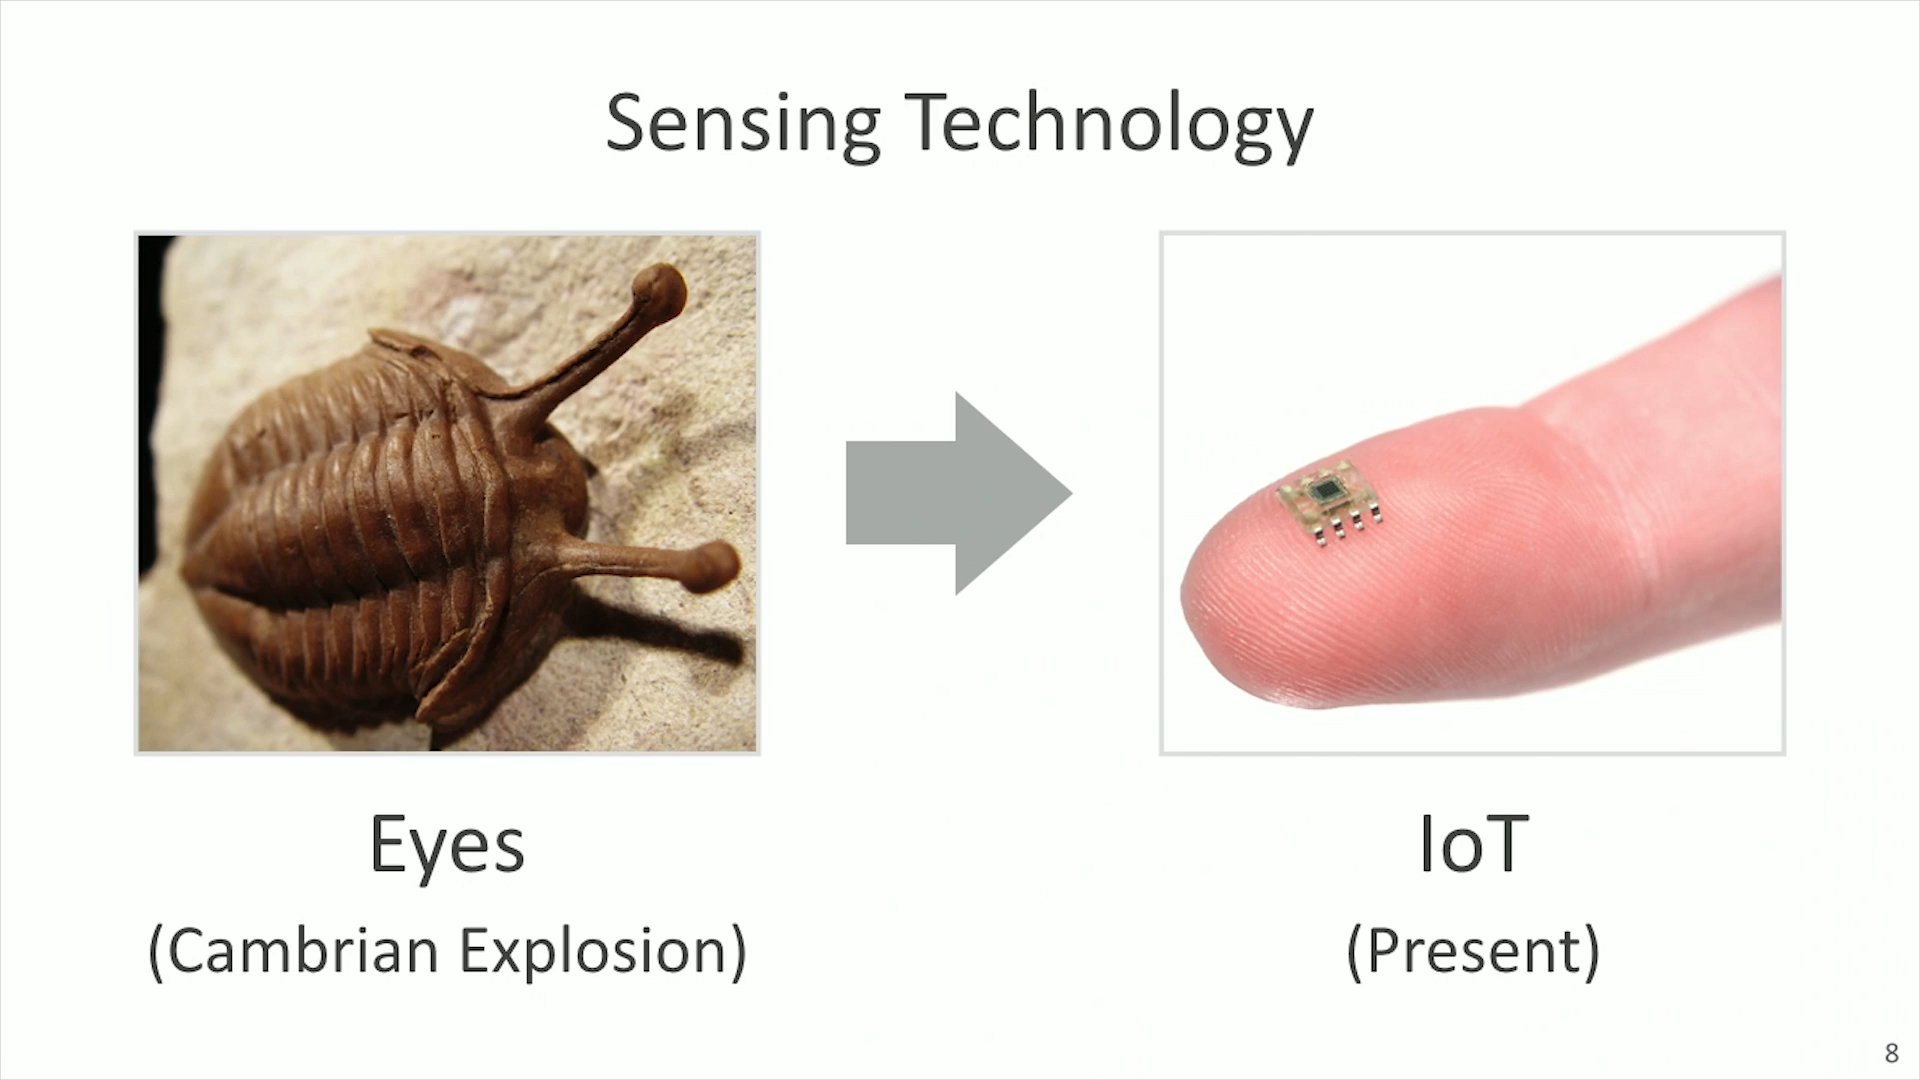 Sensing Technology
Eyes
(Cambrian Explosion)
IoT
(Present)
8